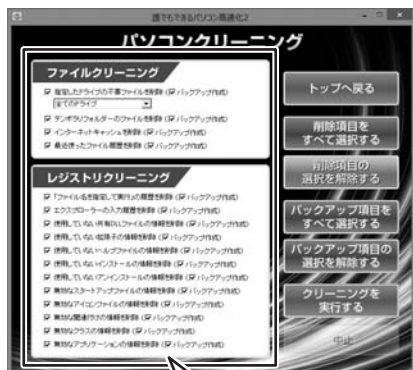 誰でもできるパソコン高速化2
パソコンクリーニング
ファイルクリーニング
指定したドライブの不要ファイルを削除 (バックアップ作成)
全てのドライブ
テンポラリフォルダーのファイルを削除 (バックアップ作成)
インターネットキャッシュを削除 (バックアップ作成)
最近使ったファイル履歴を削除 (バックアップ作成)
レジストリクリーニング
「ファイル名を指定して実行」の履歴を削除 (バックアップ作成)
エクスプローラーの入力履歴を削除 (バックアップ作成)
使用していない共有DLLファイルの情報を削除 (バックアップ作成)
使用していない拡張子の情報を削除 (バックアップ作成)
使用していないヘルプファイルの情報を削除 (バックアップ作成)
使用していないインストールの情報を削除 (バックアップ作成)
使用していないアンインストールの情報を削除 (バックアップ作成)
無効なスタートアップファイルの情報を削除 (バックアップ作成)
無効なアイコンファイルの情報を削除 (バックアップ作成)
無効な関連付けの情報を削除 (バックアップ作成)
無効なクラスの情報を削除 (バックアップ作成)
無効なアプリケーションの情報を削除 (バックアップ作成)
トップへ戻る
削除項目を
すべて選択する
削除項目の
選択を解除する
バックアップ項目を
すべて選択する
バックアップ項目の
選択を解除する
クリーニングを
実行する
中止